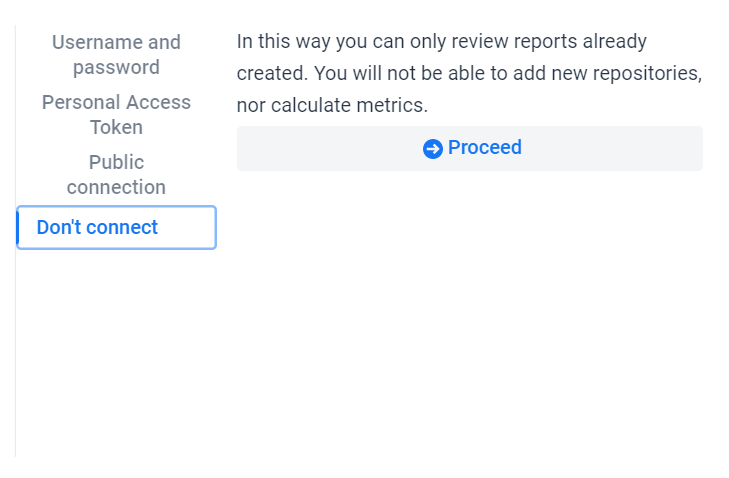 Username and
password
Personal Access
Token
Public
connection
Don't connect
In this way you can only review reports already
created. You will not be able to add new repositories,
nor calculate metrics.
Proceed